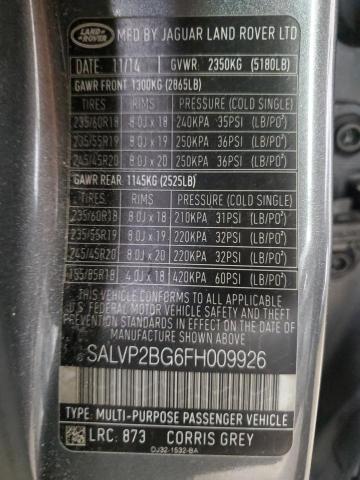 LAND ROVER MFD BY JAGUAR LAND ROVER LTD
DATE: 11/14 GVWR: 2350KG (5180LB)
GAWR FRONT 1300KG (2865LB)
TIRES RIMS PRESSURE (COLD SINGLE)
235/60R18 8.0J x 18 240KPA 35PSI (LB/PO²)
235/55R19 8.0J x 19 250KPA 36PSI (LB/PO²)
245/45R20 8.0J x 20 250KPA 36PSI (LB/PO²)
GAWR REAR: 1145KG (2525LB)
TIRES RIMS PRESSURE (COLD SINGLE)
235/60R18 8.0J x 18 210KPA 31PSI (LB/PO²)
235/55R19 8.0J x 19 220KPA 32PSI (LB/PO²)
245/45R20 8.0J x 20 220KPA 32PSI (LB/PO²)
155/85R18 4.0J x 18 420KPA 60PSI (LB/PO²)
THIS VEHICLE CONFORMS TO ALL APPLICABLE
U.S. FEDERAL MOTOR VEHICLE SAFETY AND
THEFT PREVENTION STANDARDS IN EFFECT ON
THE DATE OF MANUFACTURE SHOWN ABOVE.
SALVP2BG6FH009926
TYPE: MULTI-PURPOSE PASSENGER VEHICLE
LRC: 873 CORRIS GREY
DJ32-1532-BA